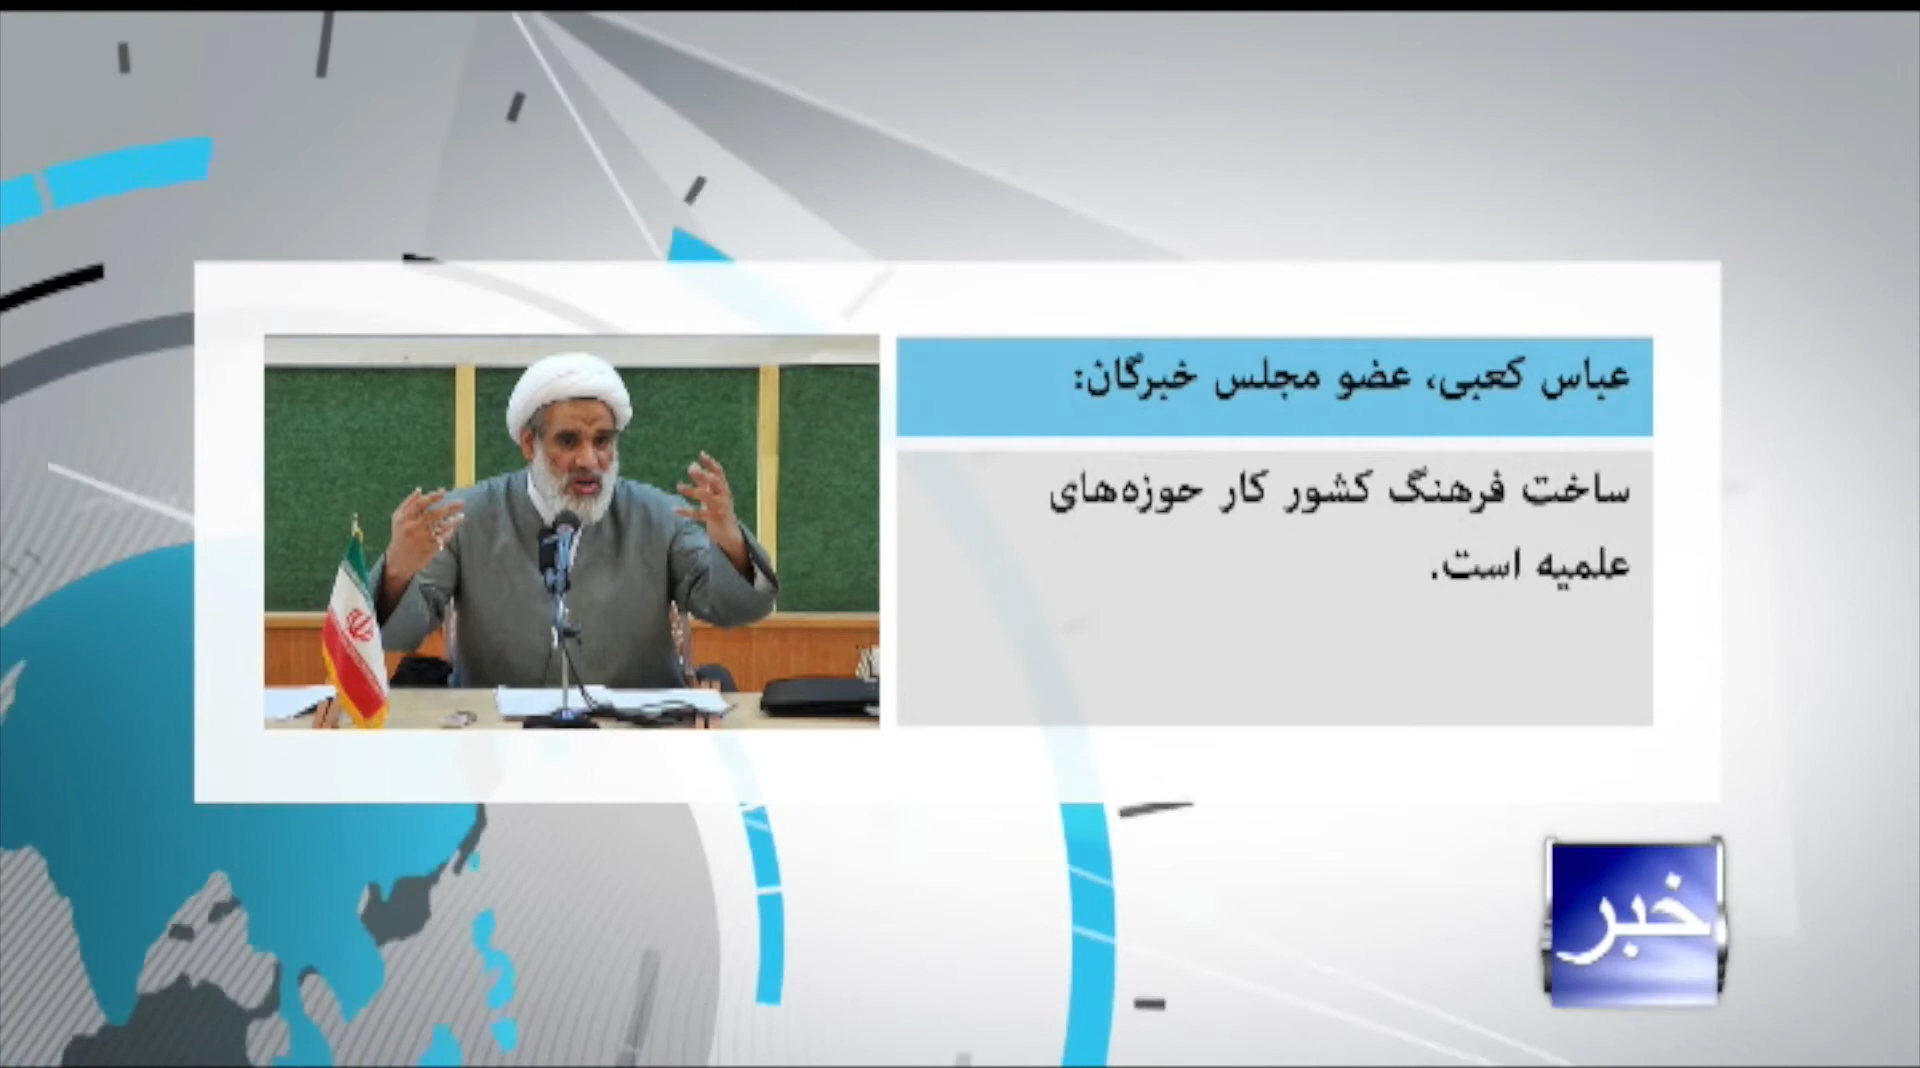 عباس کعبی، عضو مجلس خبرگان:
ساخت فرهنگ کشور کار حوزه‌های
علمیه است.
خبر